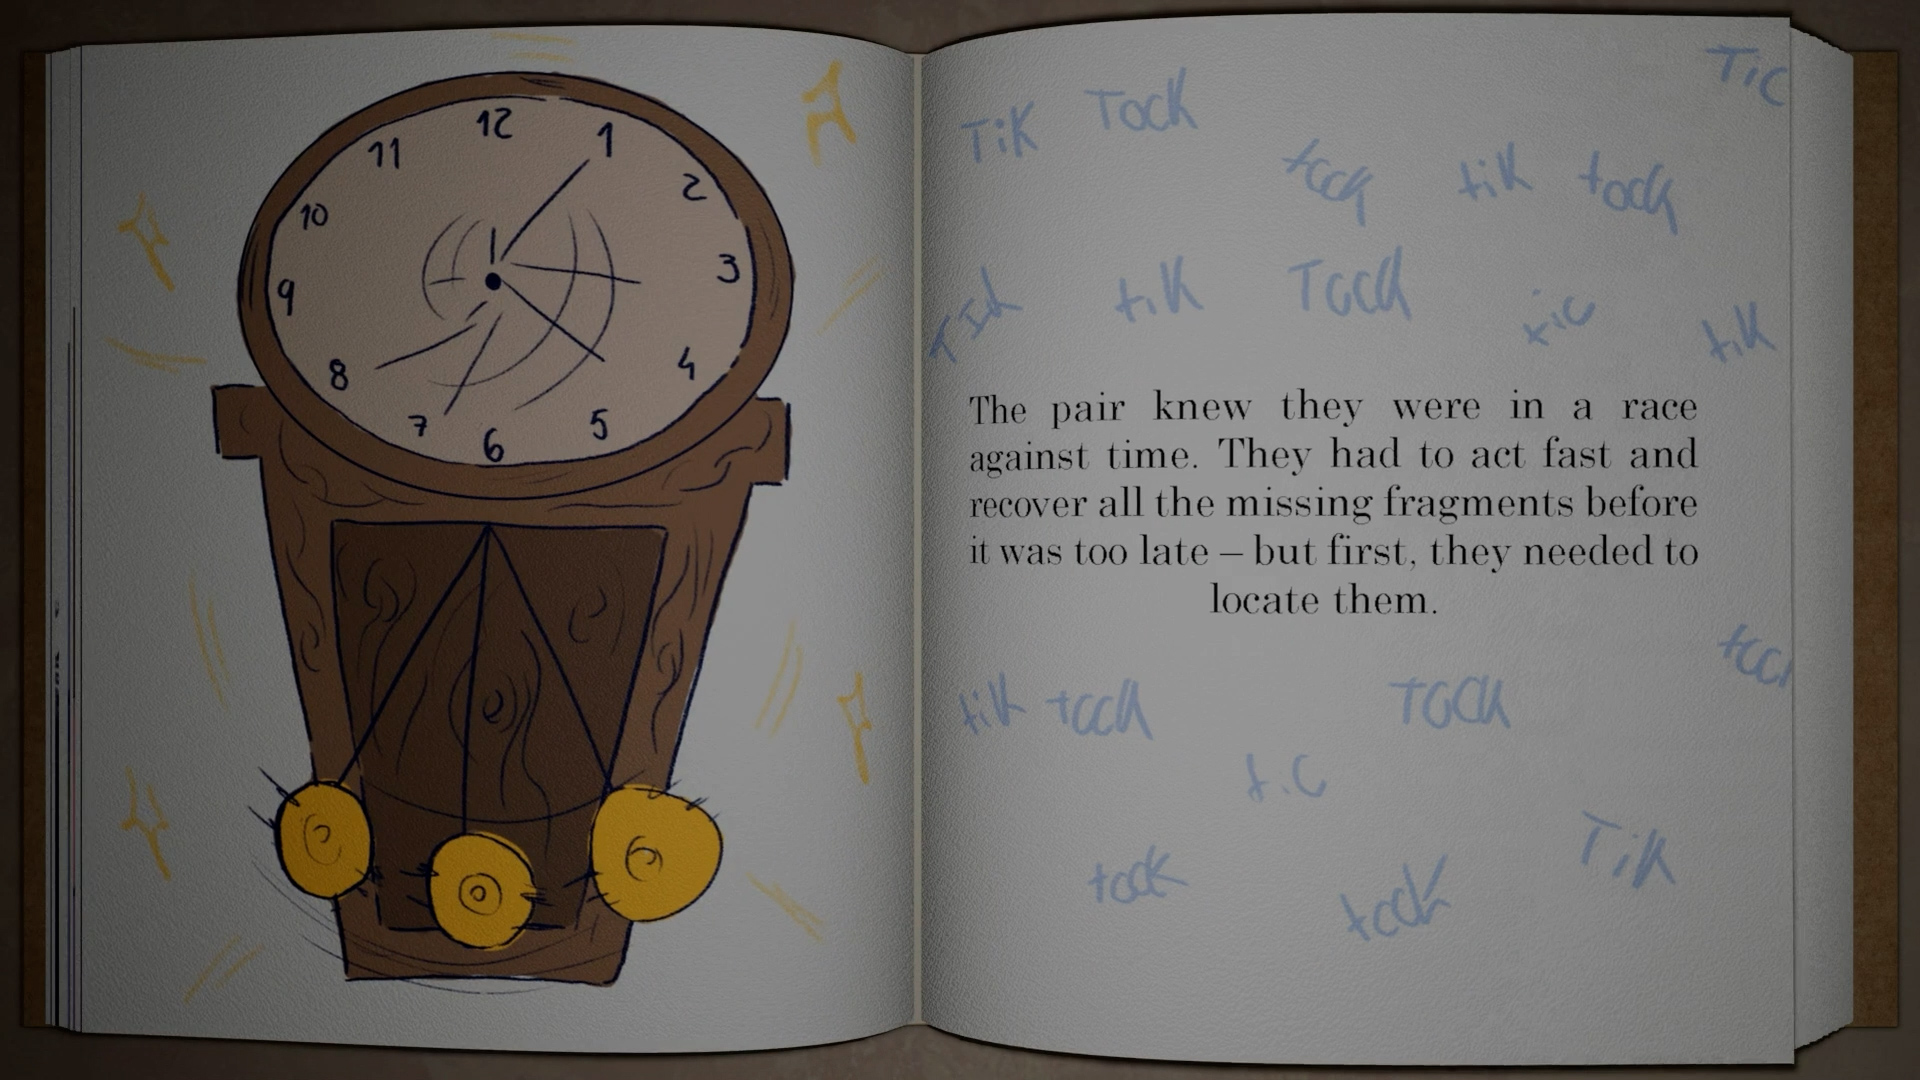 12
11 1
10 2
9 3
8 4
7 5
6
TiC
TiK TOCK
tock tik tock
tik TOCK tic tik
The pair knew they were in a race
against time. They had to act fast and
recover all the missing fragments before
it was too late – but first, they needed to
locate them.
tik tock TOCK
tic
TiK
tock tock